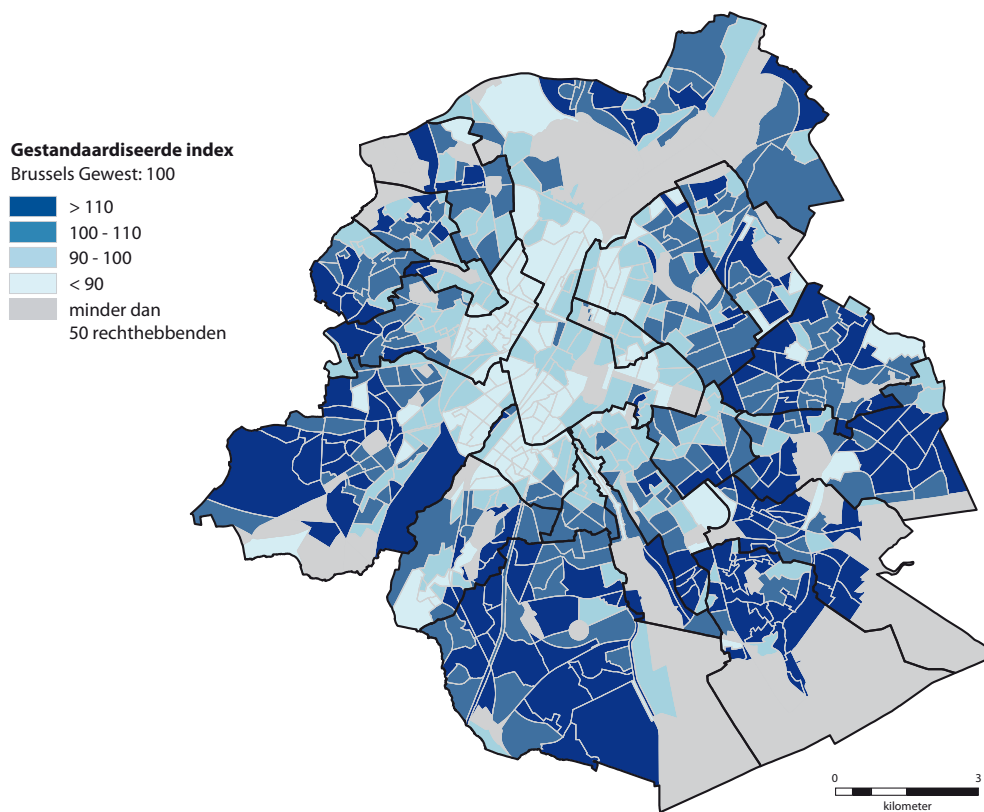 Gestandaardiseerde index
Brussels Gewest: 100
> 110
100 - 110
90 - 100
< 90
minder dan
50 rechthebbenden
0 3
kilometer